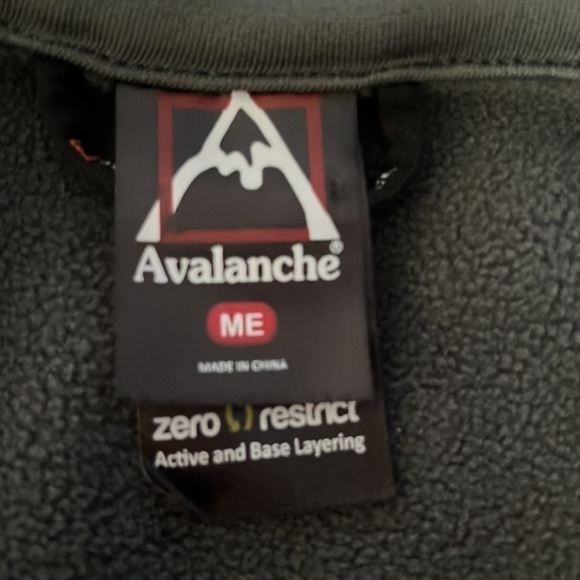 Avalanche®
ME
MADE IN CHINA
zero restrict
Active and Base Layering